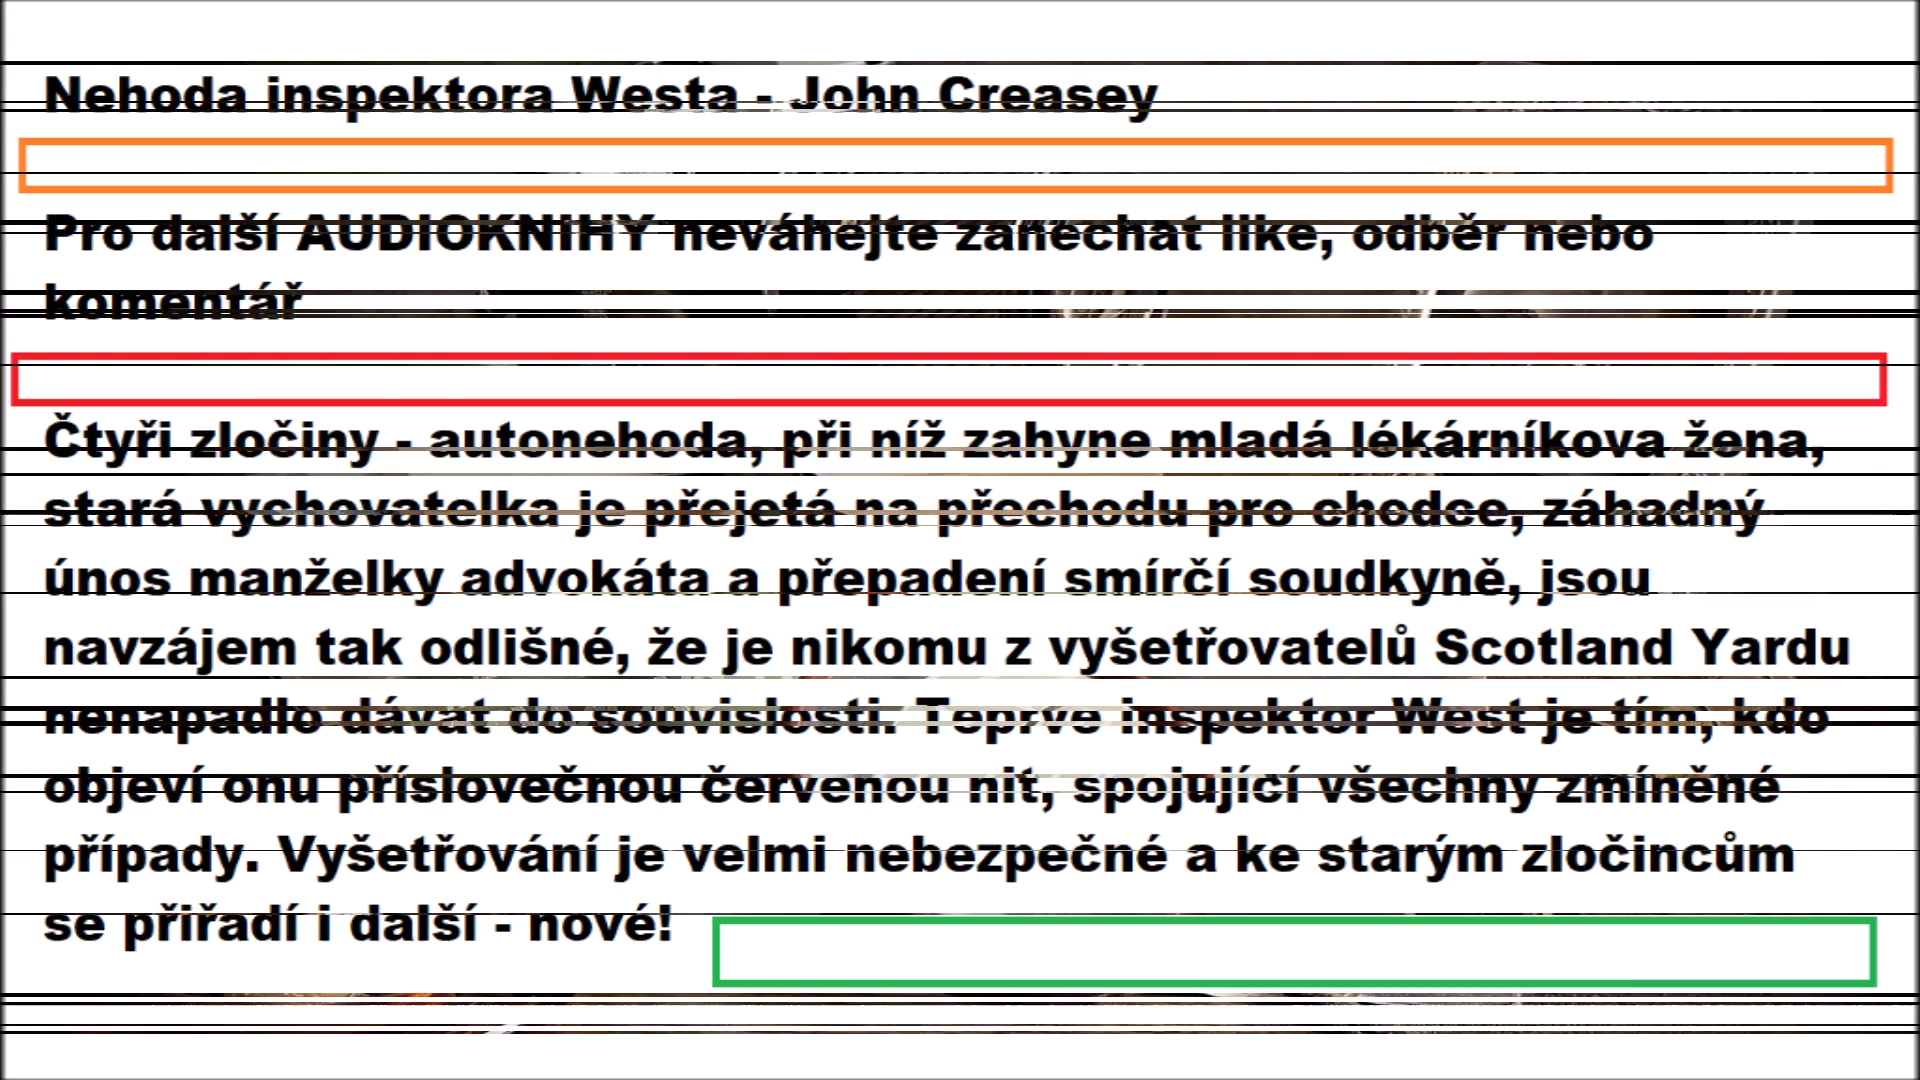 Nehoda inspektora Westa - John Creasey
Pro další AUDIOKNIHY neváhejte zanechat like, odběr nebo
komentář
Čtyři zločiny - autonehoda, při níž zahyne mladá lékárníkova žena,
stará vychovatelka je přejetá na přechodu pro chodce, záhadný
únos manželky advokáta a přepadení smírčí soudkyně, jsou
navzájem tak odlišné, že je nikomu z vyšetřovatelů Scotland Yardu
nenapadlo dávat do souvislosti. Teprve inspektor West je tím, kdo
objeví onu příslovečnou červenou nit, spojující všechny zmíněné
případy. Vyšetřování je velmi nebezpečné a ke starým zločincům
se přiřadí i další - nové!